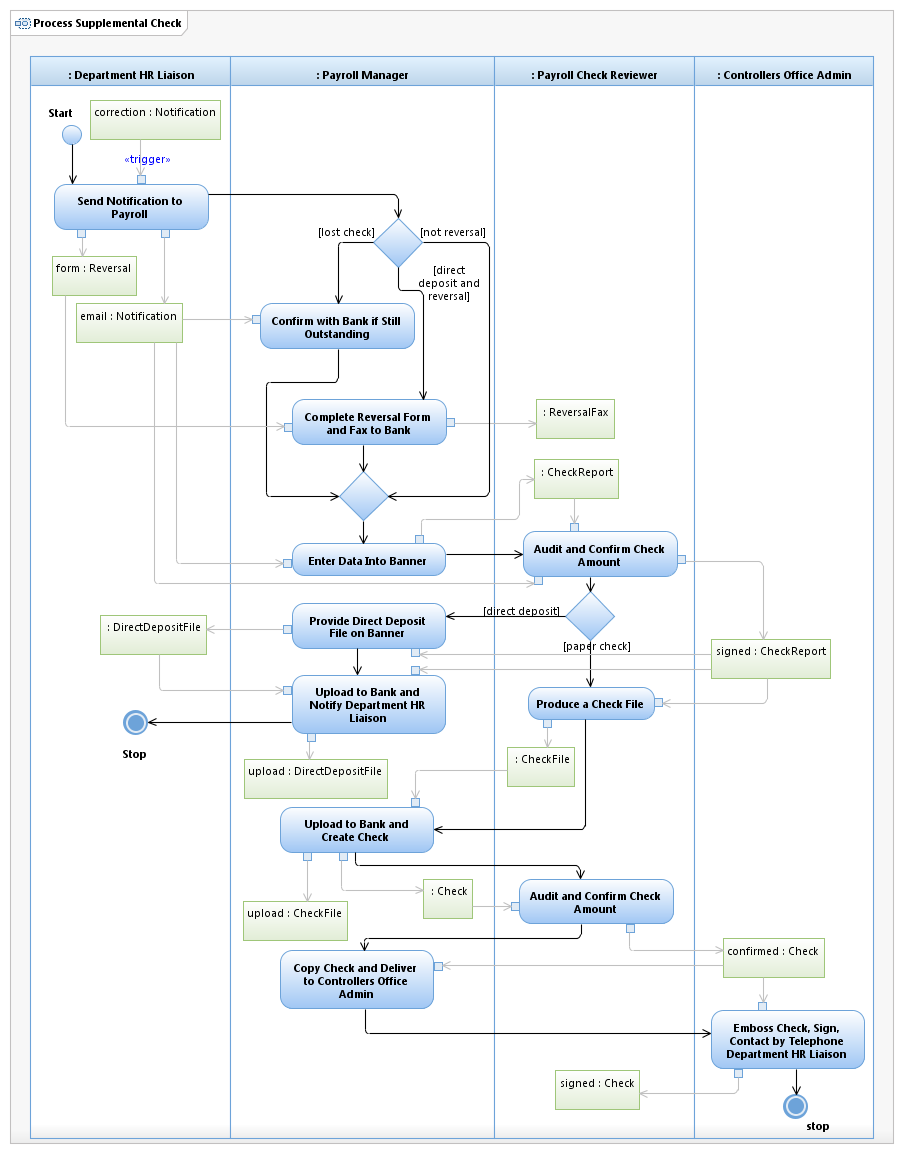 Process Supplemental Check
: Department HR Liaison
: Payroll Manager
: Payroll Check Reviewer
: Controllers Office Admin
Start
correction : Notification
«trigger»
Send Notification to
Payroll
[lost check]
[not reversal]
form : Reversal
[direct
deposit and
reversal]
email : Notification
Confirm with Bank if Still
Outstanding
Complete Reversal Form
and Fax to Bank
: ReversalFax
: CheckReport
Enter Data Into Banner
Audit and Confirm Check
Amount
[direct deposit]
Provide Direct Deposit
File on Banner
: DirectDepositFile
[paper check]
signed : CheckReport
Upload to Bank and
Notify Department HR
Liaison
Produce a Check File
Stop
: CheckFile
upload : DirectDepositFile
Upload to Bank and
Create Check
: Check
Audit and Confirm Check
Amount
upload : CheckFile
confirmed : Check
Copy Check and Deliver
to Controllers Office
Admin
Emboss Check, Sign,
Contact by Telephone
Department HR Liaison
signed : Check
stop